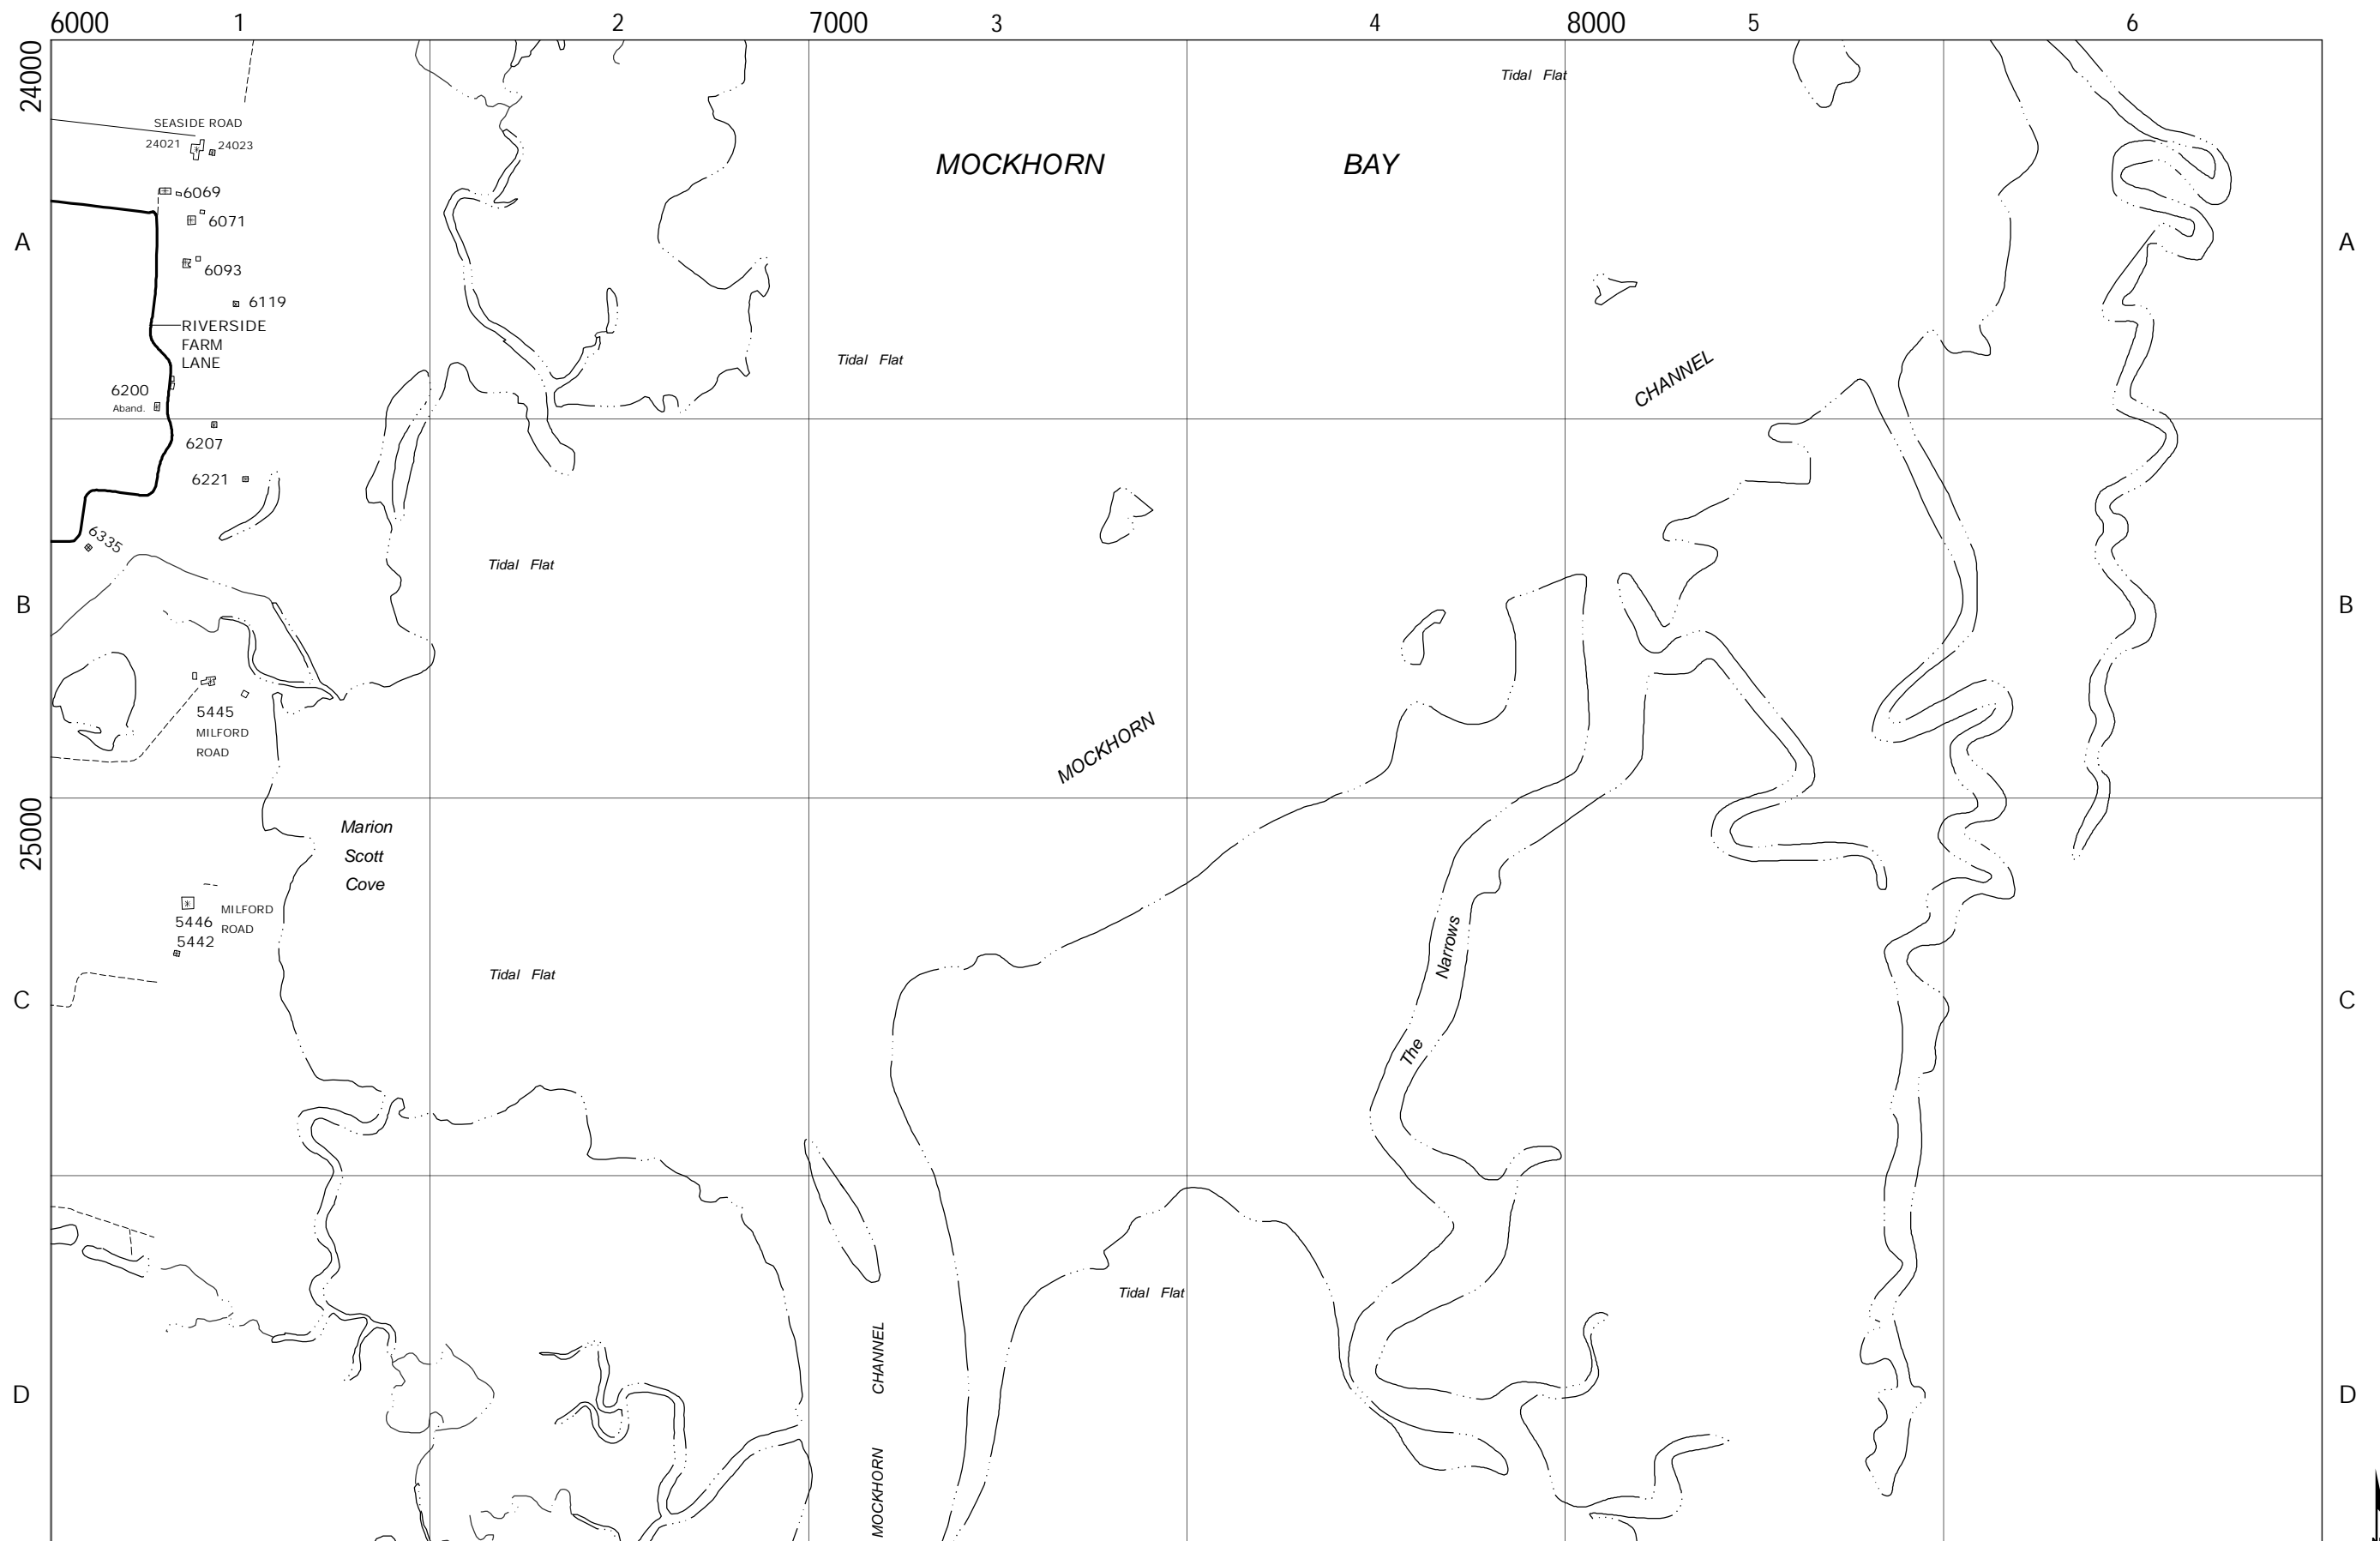 6000 1 2 7000 3 4 8000 5 6
24000
Tidal Flat
SEASIDE ROAD
24021 24023
MOCKHORN BAY
6069
6071
A A
6093
6119
RIVERSIDE
FARM
LANE
Tidal Flat
CHANNEL
6200
Aband.
6207
6221
6335
Tidal Flat
B B
5445
MILFORD
ROAD
MOCKHORN
25000
Marion
Scott
Cove
5446
MILFORD
ROAD
5442
Narrows
Tidal Flat
C C
The
Tidal Flat
CHANNEL
D D
MOCKHORN